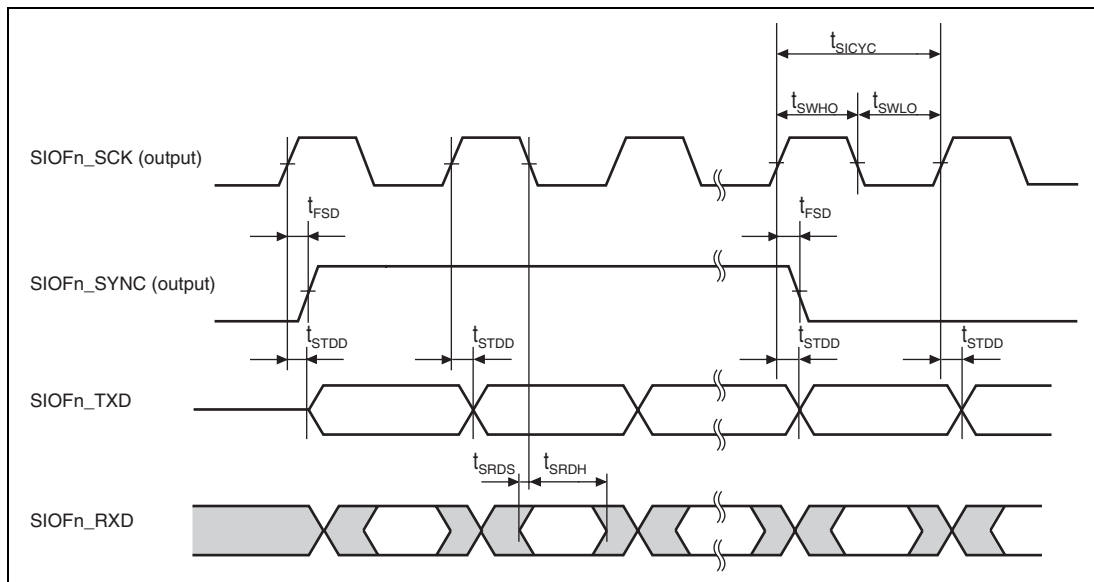 tSICYC
tSWHO tSWLO
SIOFn_SCK (output)
tFSD tFSD
SIOFn_SYNC (output)
tSTDD tSTDD tSTDD tSTDD
SIOFn_TXD
tSRDS tSRDH
SIOFn_RXD